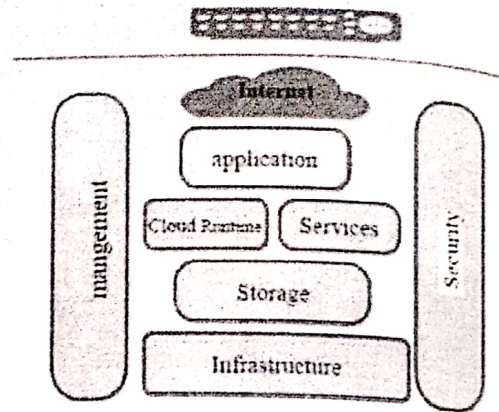 Internet
application
mangement
Cloud Runtime
Services
Security
Storage
Infrastructure